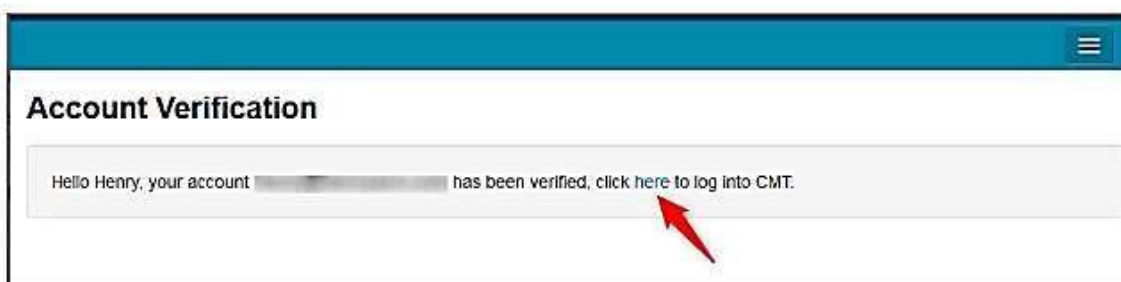 Account Verification
Hello Henry, your account has been verified, click here to log into CMT.